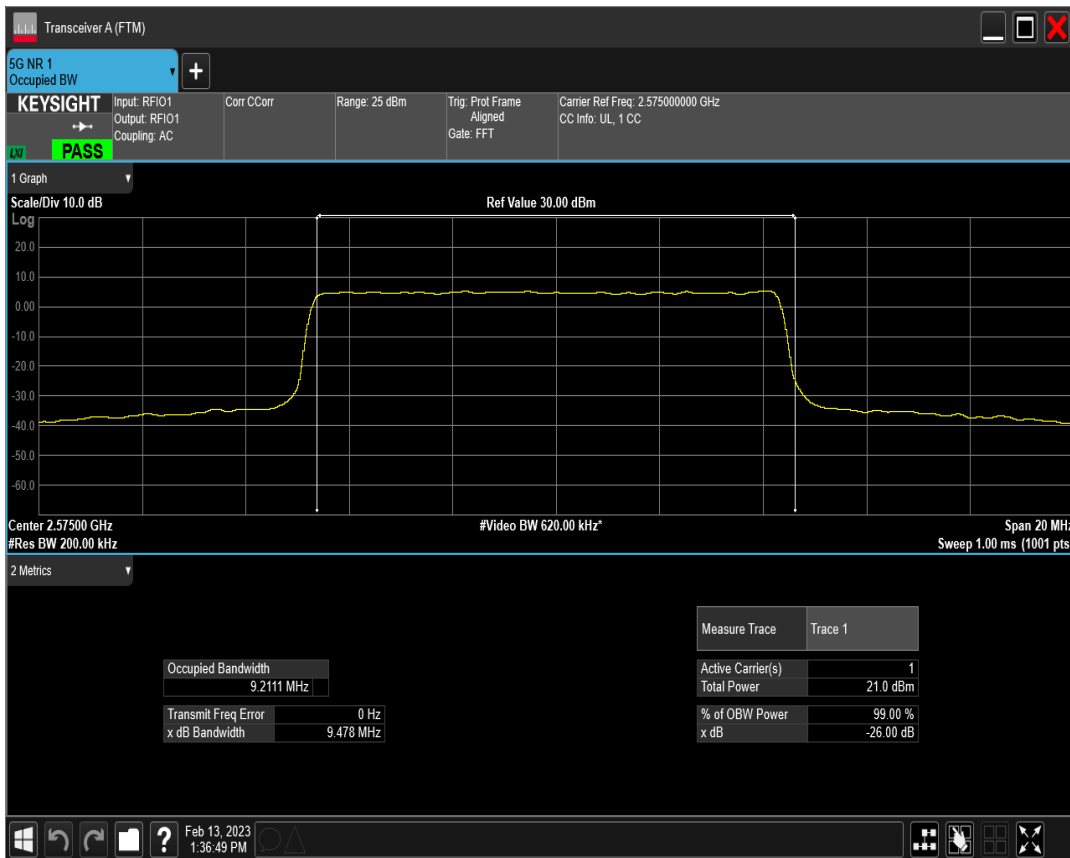 Transceiver A (FTM)
5G NR 1
Occupied BW
+
KEYSIGHT
LXI
PASS
Input: RFIO1
Output: RFIO1
Coupling: AC
Corr CCorr
Range: 25 dBm
Trig: Prot Frame
Aligned
Gate: FFT
Carrier Ref Freq: 2.575000000 GHz
CC Info: UL, 1 CC
1 Graph
Scale/Div 10.0 dB
Ref Value 30.00 dBm
Log
20.0
10.0
0.00
-10.0
-20.0
-30.0
-40.0
-50.0
-60.0
Center 2.57500 GHz
#Video BW 620.00 kHz*
Span 20 MHz
#Res BW 200.00 kHz
Sweep 1.00 ms (1001 pts
2 Metrics
Measure Trace Trace 1
Occupied Bandwidth
9.2111 MHz
Active Carrier(s) 1
Total Power 21.0 dBm
Transmit Freq Error 0 Hz
x dB Bandwidth 9.478 MHz
% of OBW Power 99.00 %
x dB -26.00 dB
?
Feb 13, 2023
1:36:49 PM